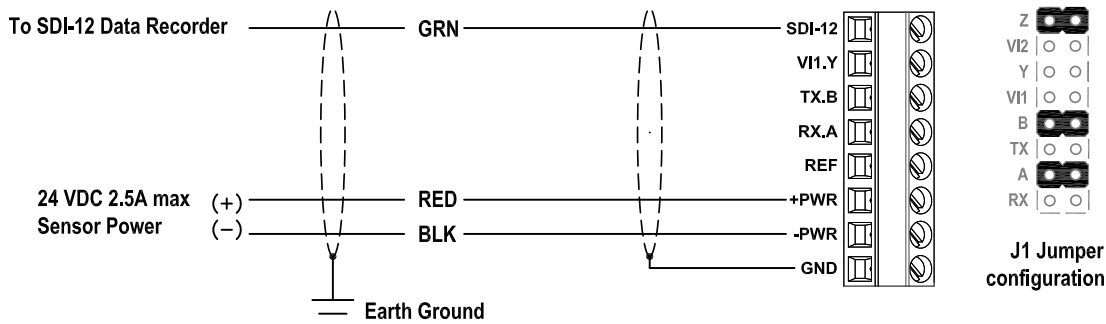 To SDI-12 Data Recorder
GRN
24 VDC 2.5A max
Sensor Power
(+)
(−)
RED
BLK
Earth Ground
SDI-12
VI1.Y
TX.B
RX.A
REF
+PWR
-PWR
GND
Z
VI2
Y
VI1
B
TX
A
RX
J1 Jumper
configuration